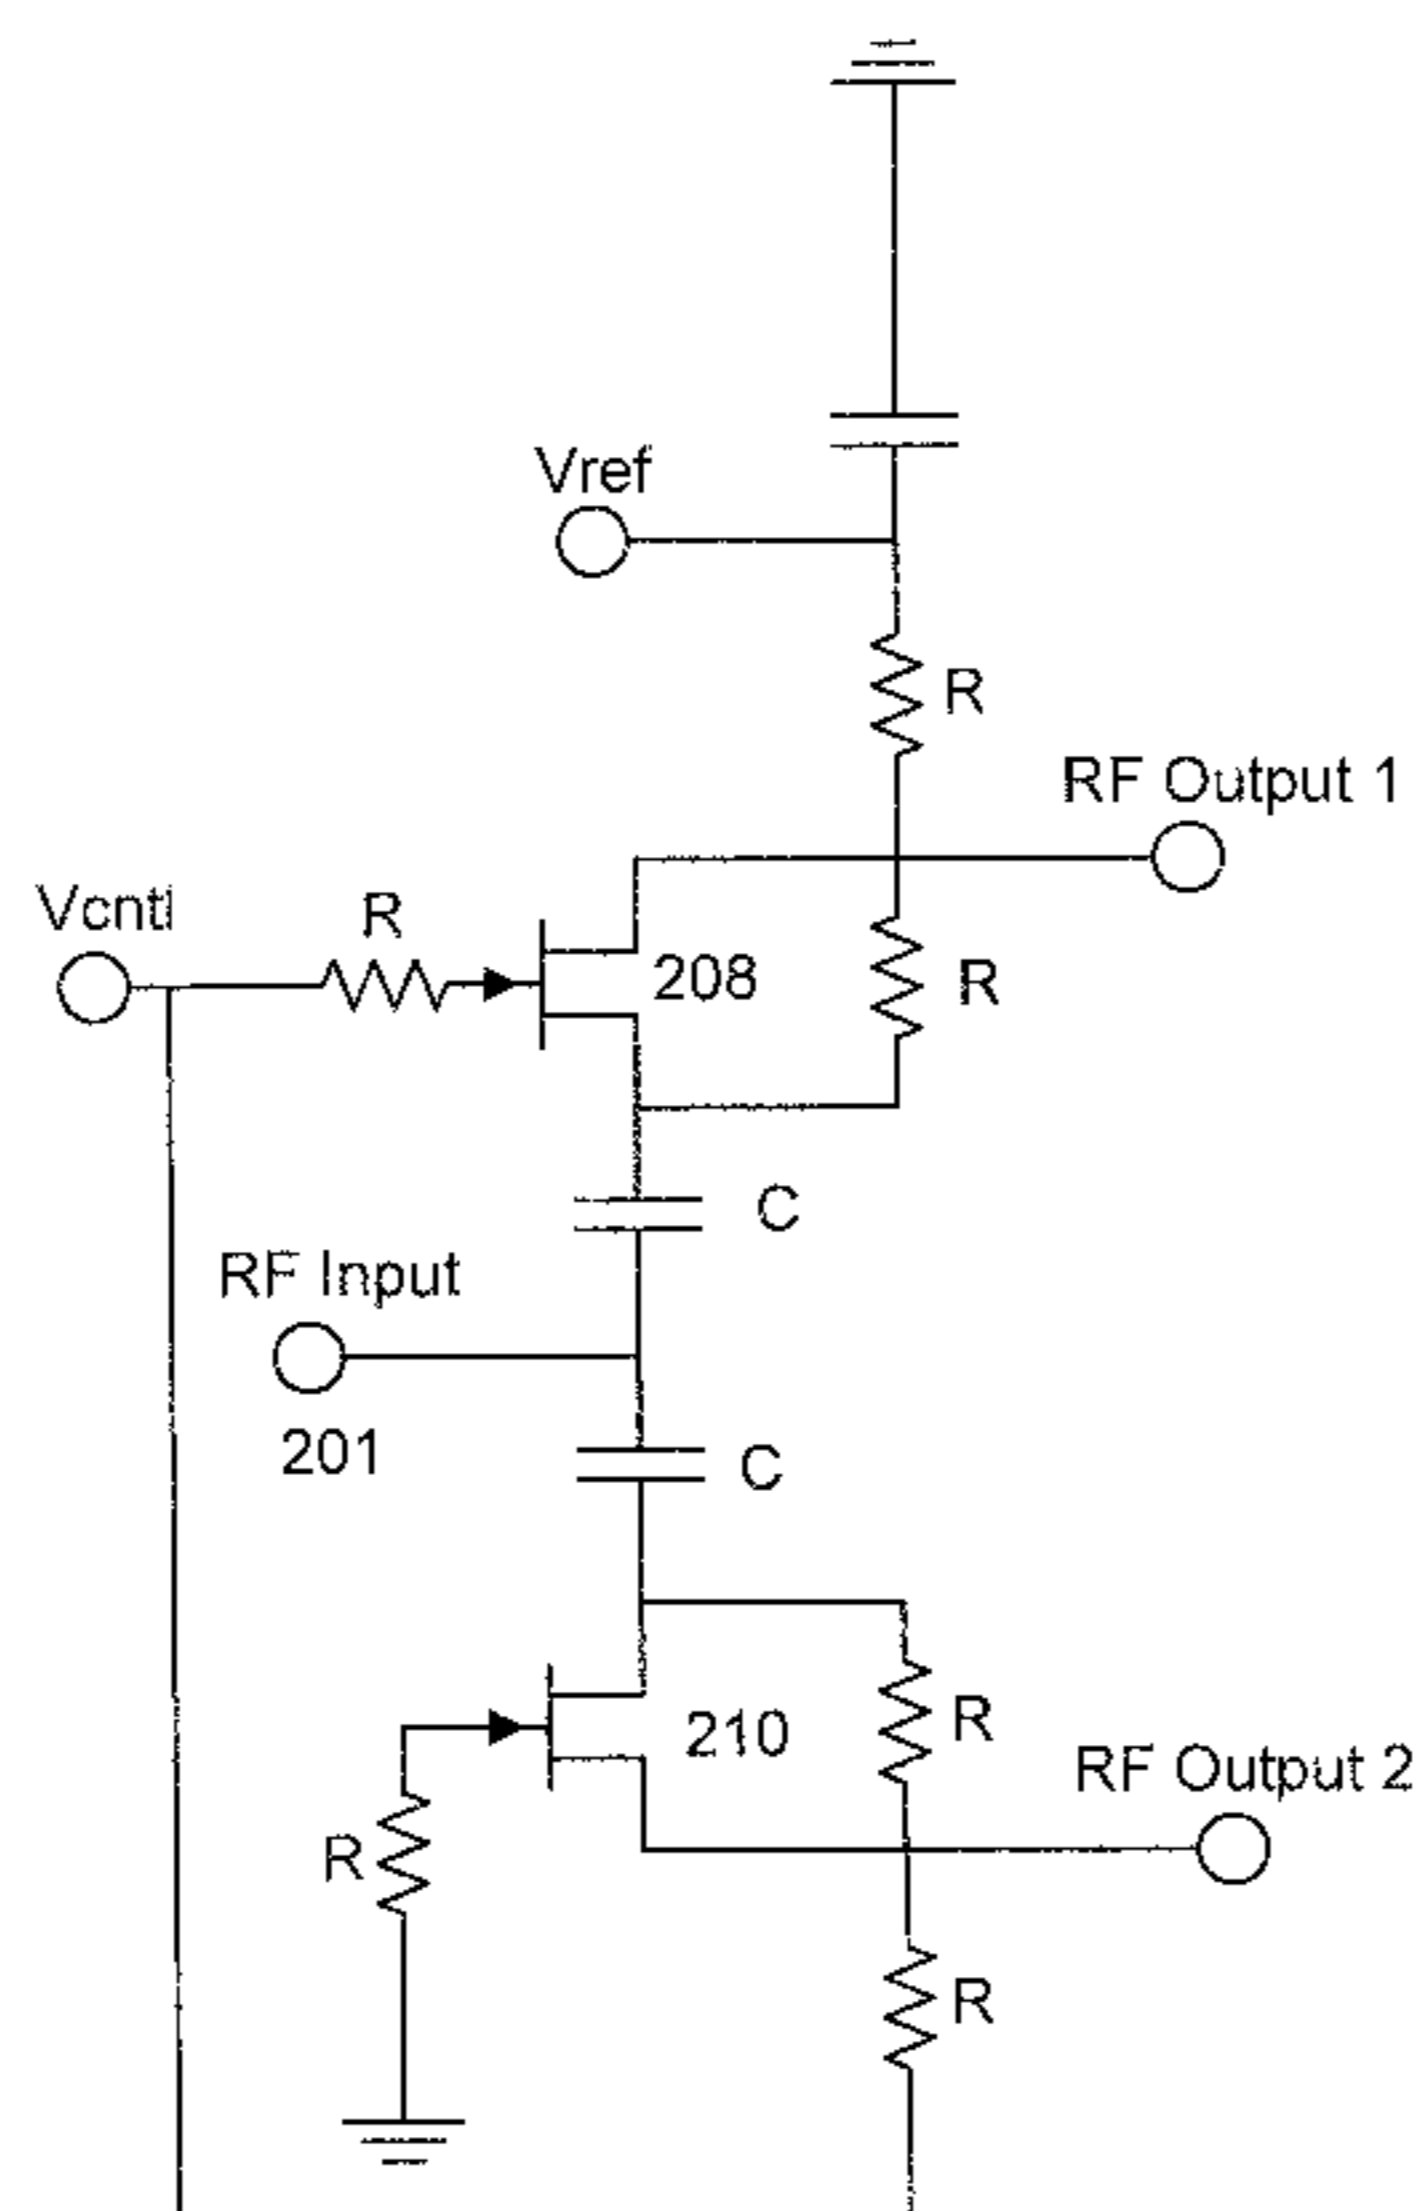 Vref
R
RF Output 1
Vcntl
R
208
R
C
RF Input
201
C
210
R
RF Output 2
R
R